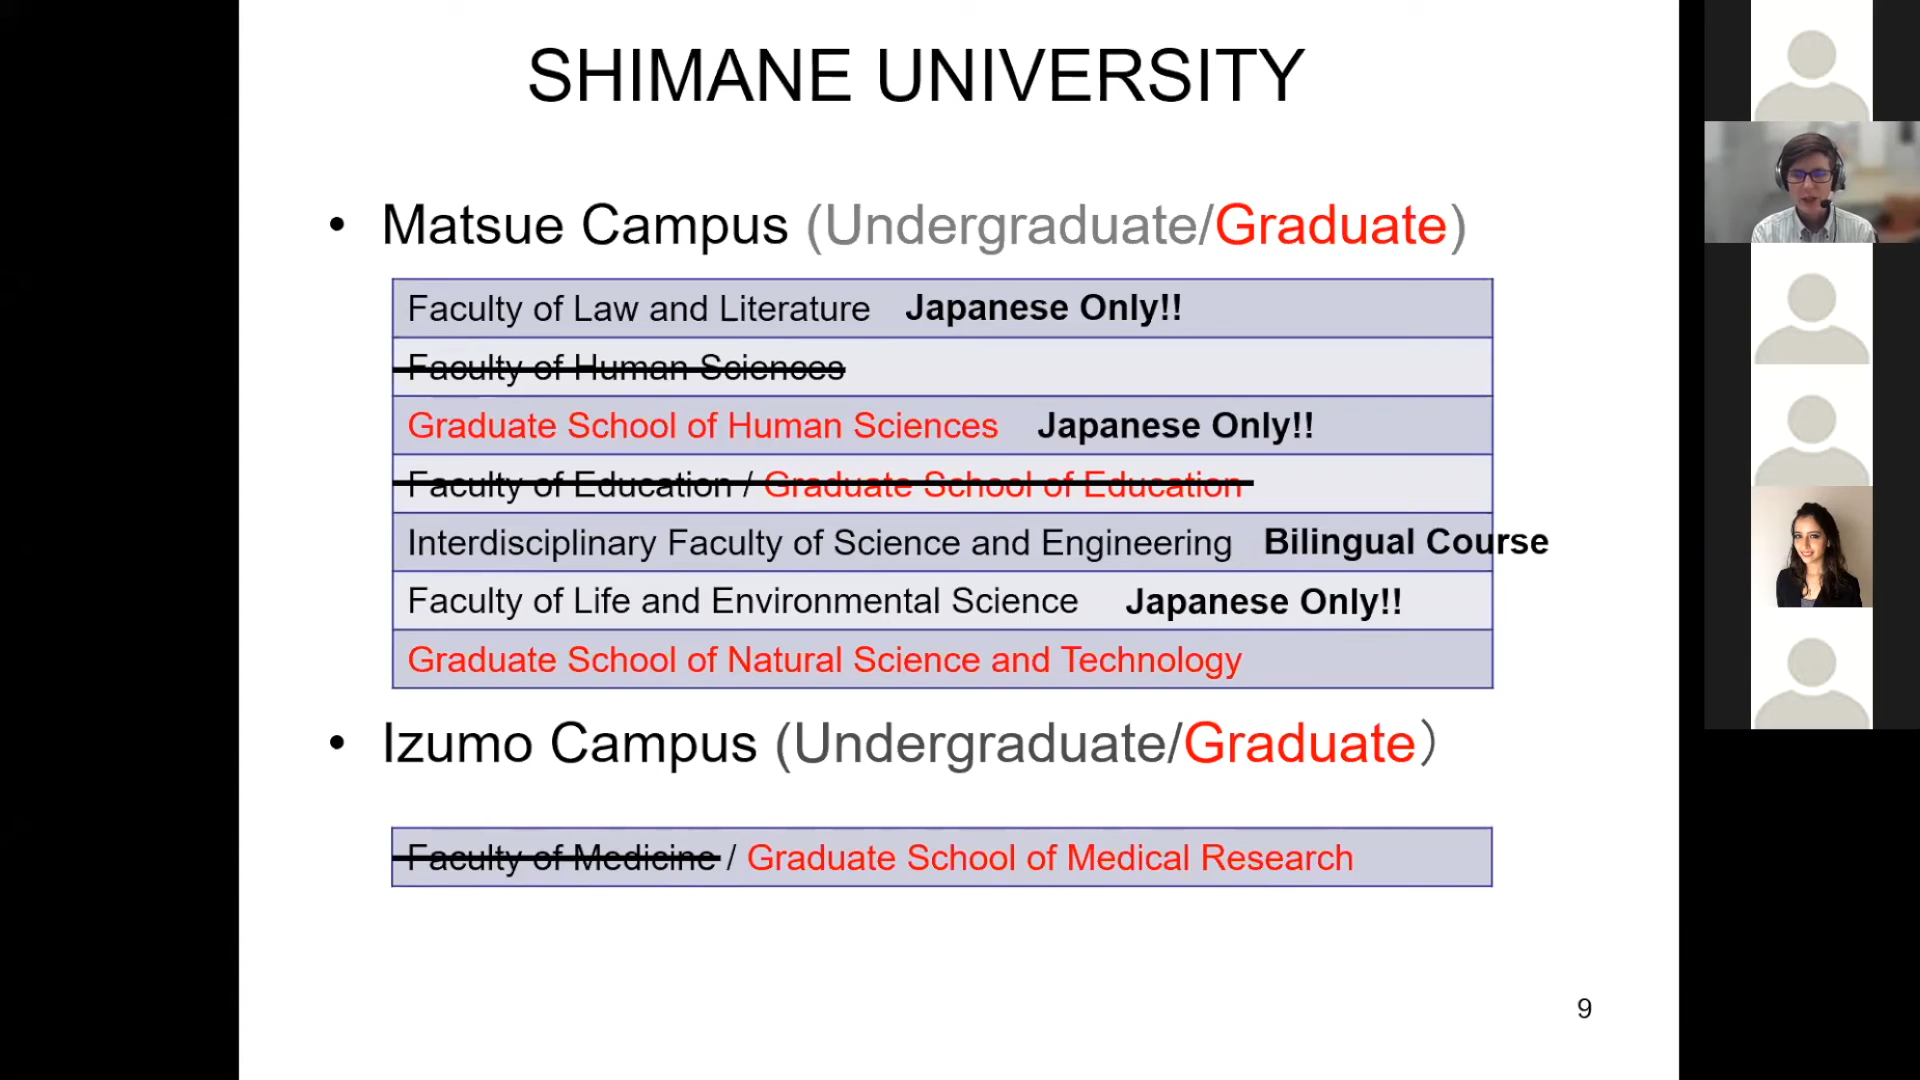 SHIMANE UNIVERSITY
• Matsue Campus (Undergraduate/Graduate)
Faculty of Law and Literature Japanese Only!!
Faculty of Human Sciences
Graduate School of Human Sciences Japanese Only!!
Faculty of Education / Graduate School of Education
Interdisciplinary Faculty of Science and Engineering Bilingual Course
Faculty of Life and Environmental Science Japanese Only!!
Graduate School of Natural Science and Technology
• Izumo Campus (Undergraduate/Graduate）
Faculty of Medicine / Graduate School of Medical Research
9